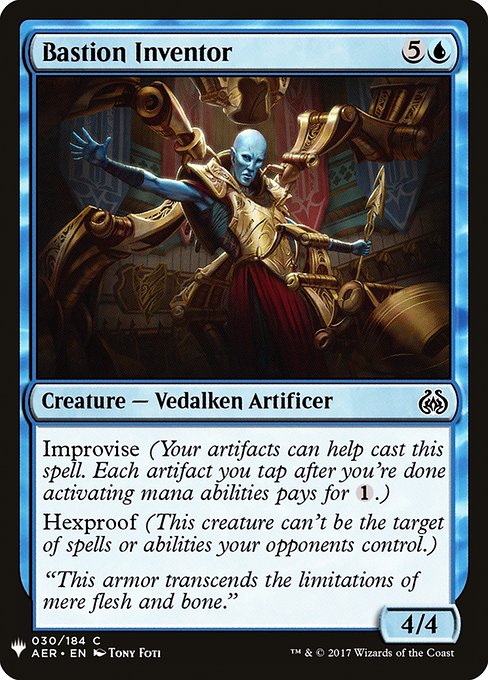 Bastion Inventor 5
Creature — Vedalken Artificer
Improvise (Your artifacts can help cast this
spell. Each artifact you tap after you’re done
activating mana abilities pays for 1.)
Hexproof (This creature can’t be the target
of spells or abilities your opponents control.)
“This armor transcends the limitations of
mere flesh and bone.”
4/4
030/184 C
AER • EN Tony Foti
™ & © 2017 Wizards of the Coast